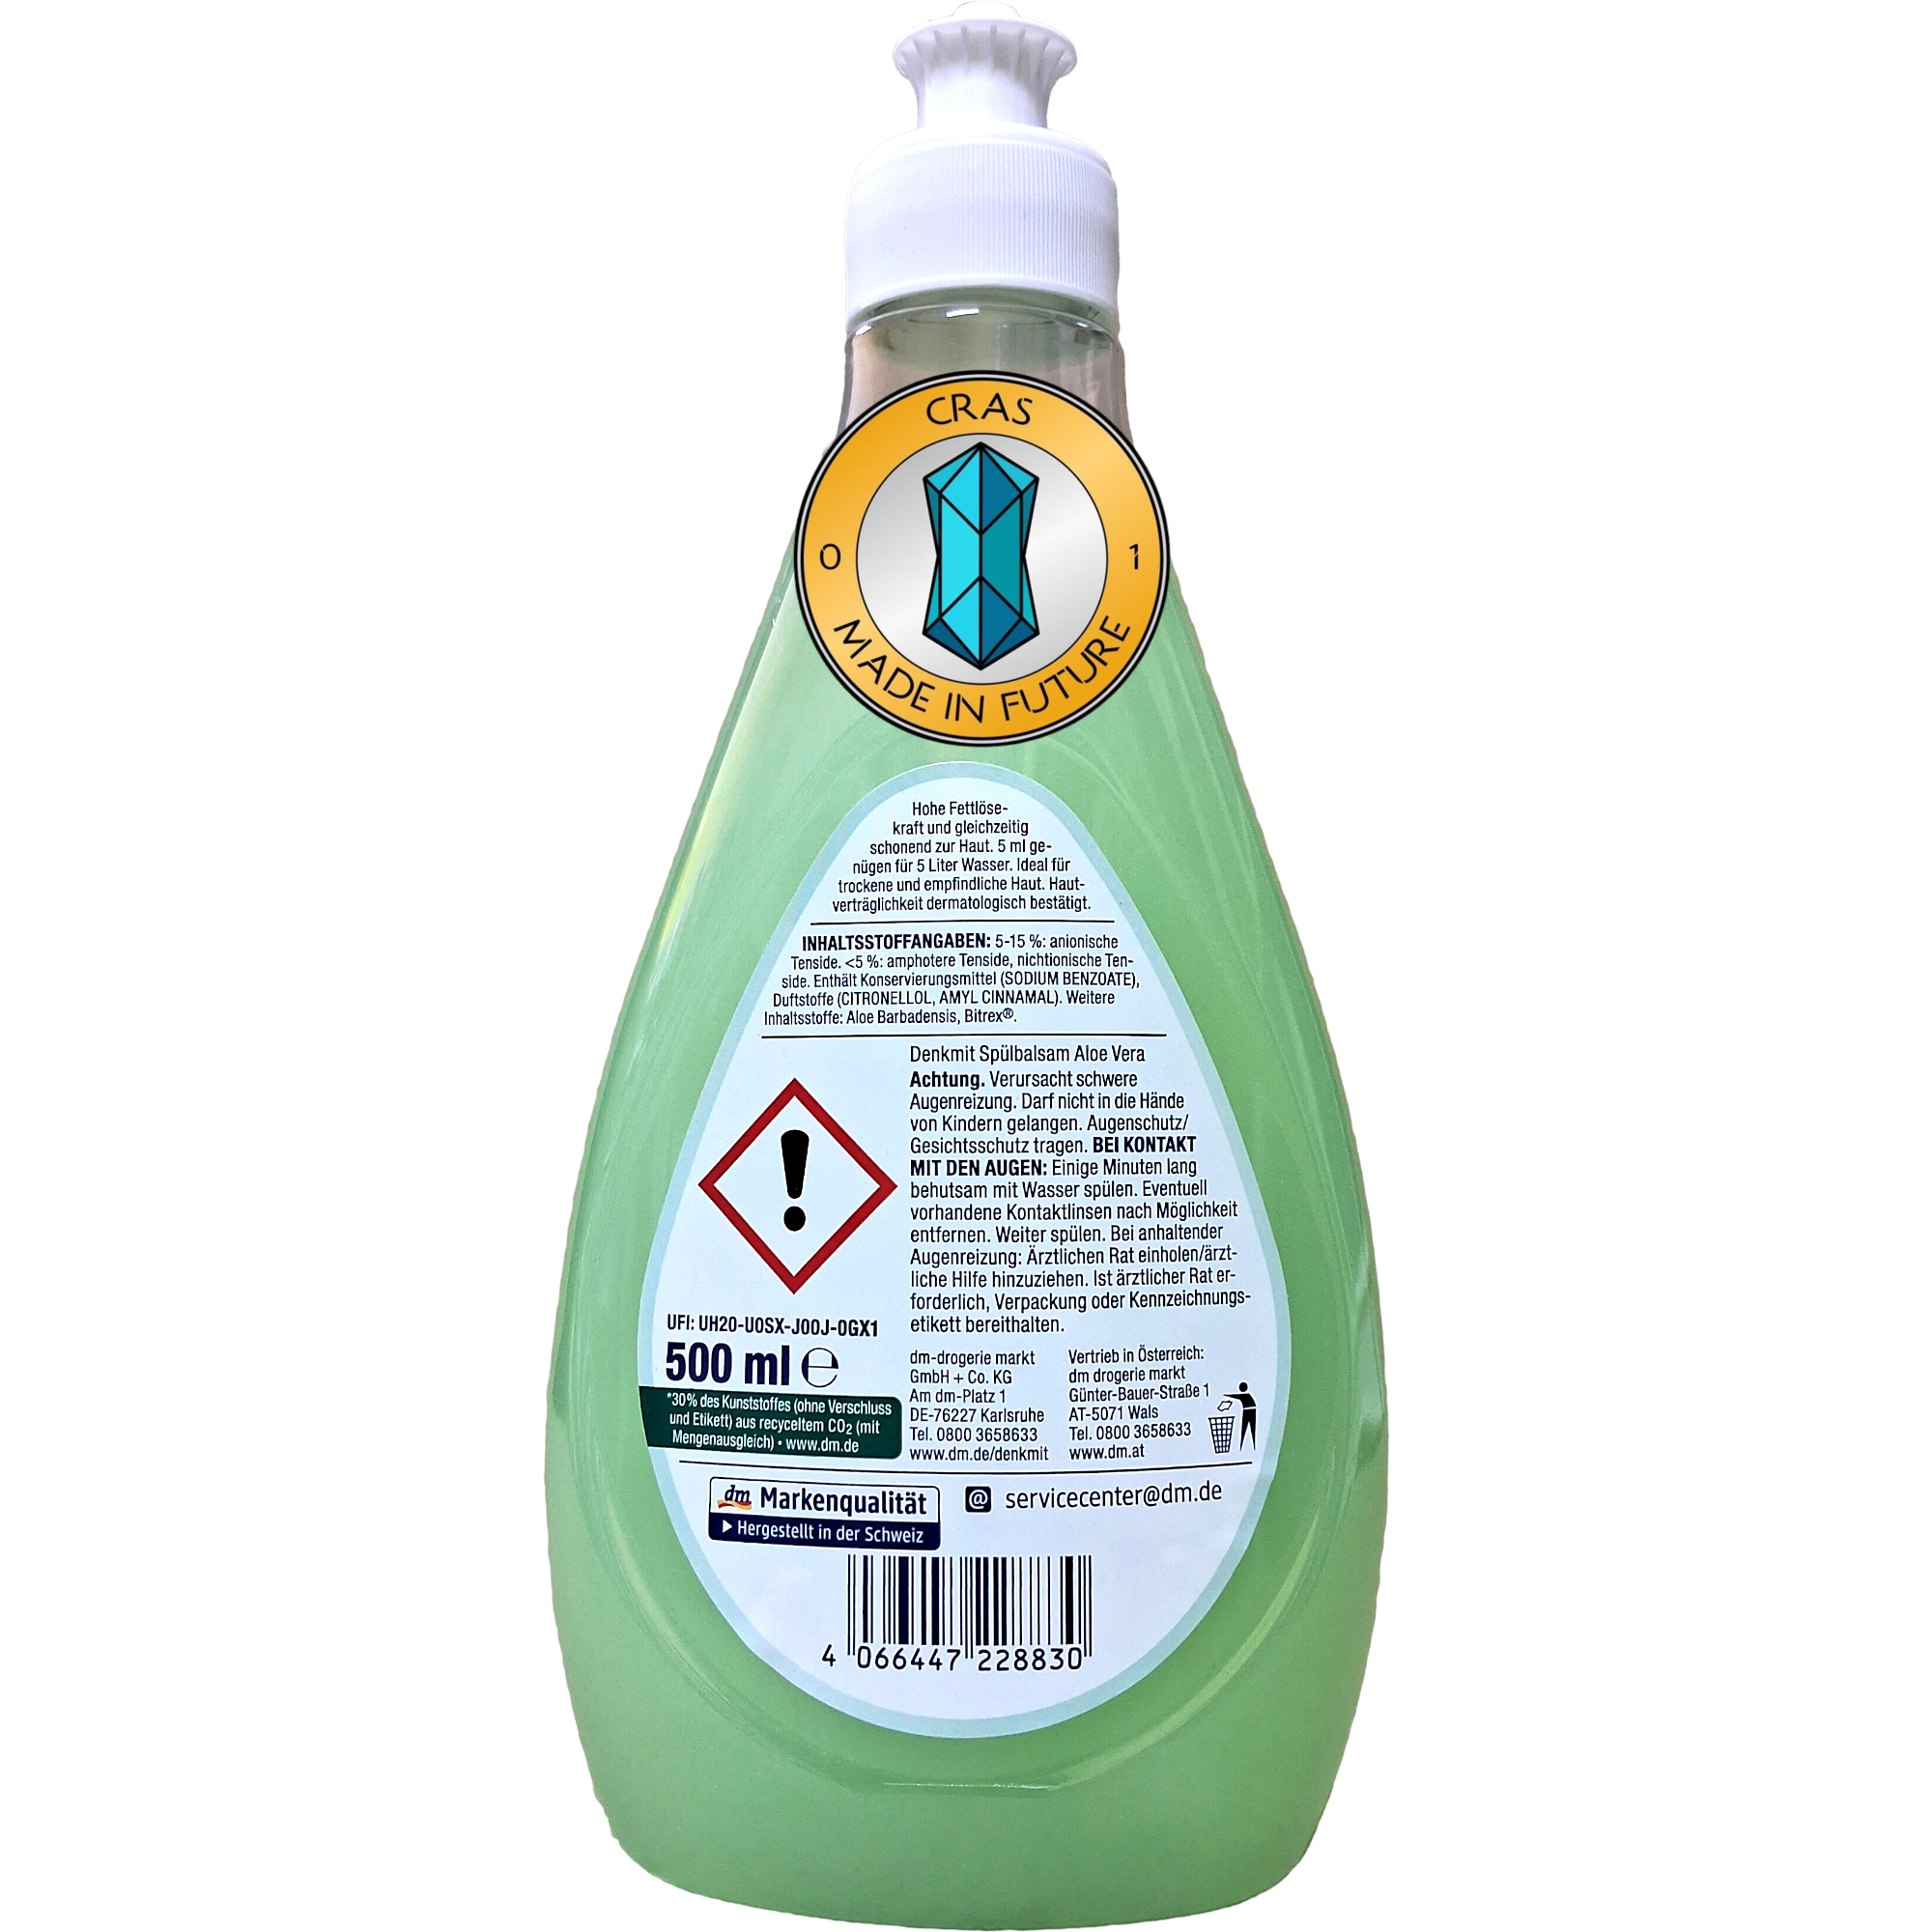 CRAS
0 1
MADE IN FUTURE
Hohe Fettlöse-
kraft und gleichzeitig
schonend zur Haut. 5 ml ge-
nügen für 5 Liter Wasser. Ideal für
trockene und empfindliche Haut. Haut-
verträglichkeit dermatologisch bestätigt.
INHALTSSTOFFANGABEN: 5-15 %: anionische
Tenside. <5 %: amphotere Tenside, nichtionische Ten-
side. Enthält Konservierungsmittel (SODIUM BENZOATE),
Duftstoffe (CITRONELLOL, AMYL CINNAMAL). Weitere
Inhaltsstoffe: Aloe Barbadensis, Bitrex®.
Denkmit Spülbalsam Aloe Vera
Achtung. Verursacht schwere
Augenreizung. Darf nicht in die Hände
von Kindern gelangen. Augenschutz/
Gesichtsschutz tragen. BEI KONTAKT
MIT DEN AUGEN: Einige Minuten lang
behutsam mit Wasser spülen. Eventuell
vorhandene Kontaktlinsen nach Möglichkeit
entfernen. Weiter spülen. Bei anhaltender
Augenreizung: Ärztlichen Rat einholen/ärzt-
liche Hilfe hinzuziehen. Ist ärztlicher Rat er-
forderlich, Verpackung oder Kennzeichnungs-
etikett bereithalten.
UFI: UH20-U0SX-J00J-0GX1
500 ml e
*30% des Kunststoffes (ohne Verschluss
und Etikett) aus recyceltem CO₂ (mit
Mengenausgleich) • www.dm.de
dm-drogerie markt
GmbH + Co. KG
Am dm-Platz 1
DE-76227 Karlsruhe
Tel. 0800 3658633
www.dm.de/denkmit
Vertrieb in Österreich:
dm drogerie markt
Günter-Bauer-Straße 1
AT-5071 Wals
Tel. 0800 3658633
www.dm.at
dm Markenqualität
Hergestellt in der Schweiz
@ servicecenter@dm.de
4 066447 228830